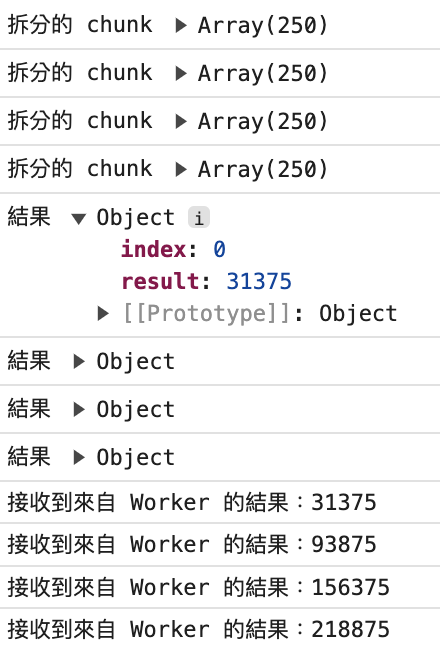 拆分的 chunk ▶ Array(250)
拆分的 chunk ▶ Array(250)
拆分的 chunk ▶ Array(250)
拆分的 chunk ▶ Array(250)
結果 ▼ Object i
index: 0
result: 31375
▶ [[Prototype]]: Object
結果 ▶ Object
結果 ▶ Object
結果 ▶ Object
接收到來自 Worker 的結果：31375
接收到來自 Worker 的結果：93875
接收到來自 Worker 的結果：156375
接收到來自 Worker 的結果：218875